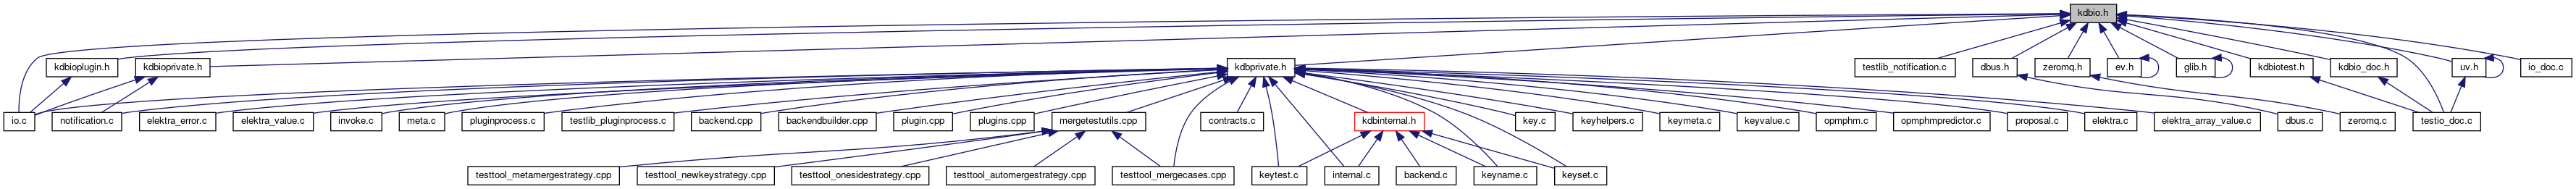 kdbio.h
kdbioplugin.h
kdbioprivate.h
kdbprivate.h
testlib_notification.c
dbus.h
zeromq.h
ev.h
glib.h
kdbiotest.h
kdbio_doc.h
uv.h
io_doc.c
io.c
notification.c
elektra_error.c
elektra_value.c
invoke.c
meta.c
pluginprocess.c
testlib_pluginprocess.c
backend.cpp
backendbuilder.cpp
plugin.cpp
plugins.cpp
mergetestutils.cpp
contracts.c
kdbinternal.h
key.c
keyhelpers.c
keymeta.c
keyvalue.c
opmphm.c
opmphmpredictor.c
proposal.c
elektra.c
elektra_array_value.c
dbus.c
zeromq.c
testio_doc.c
testtool_metamergestrategy.cpp
testtool_newkeystrategy.cpp
testtool_onesidestrategy.cpp
testtool_automergestrategy.cpp
testtool_mergecases.cpp
keytest.c
internal.c
backend.c
keyname.c
keyset.c